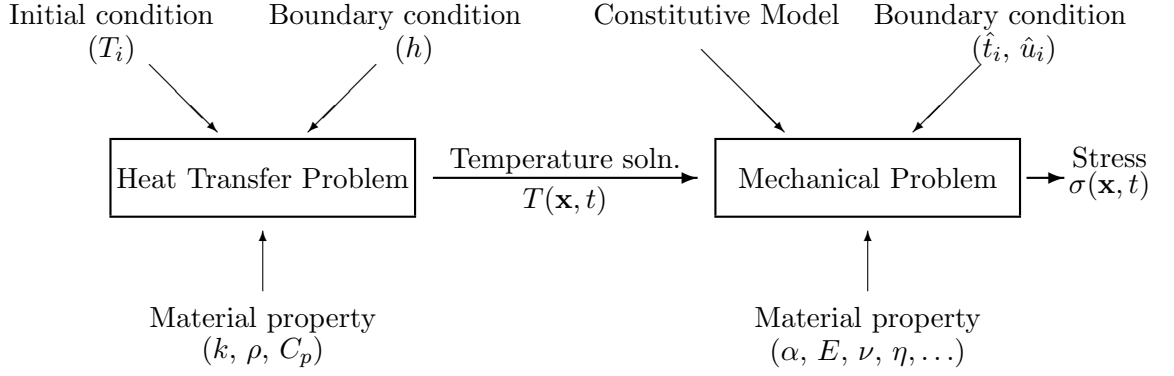 Initial condition
(T_i)
Boundary condition
(h)
Constitutive Model
Boundary condition
(t̂_i, û_i)
Heat Transfer Problem
Temperature soln.
T(𝐱, t)
Mechanical Problem
Stress
σ(𝐱, t)
Material property
(k, ρ, C_p)
Material property
(α, E, ν, η, ...)